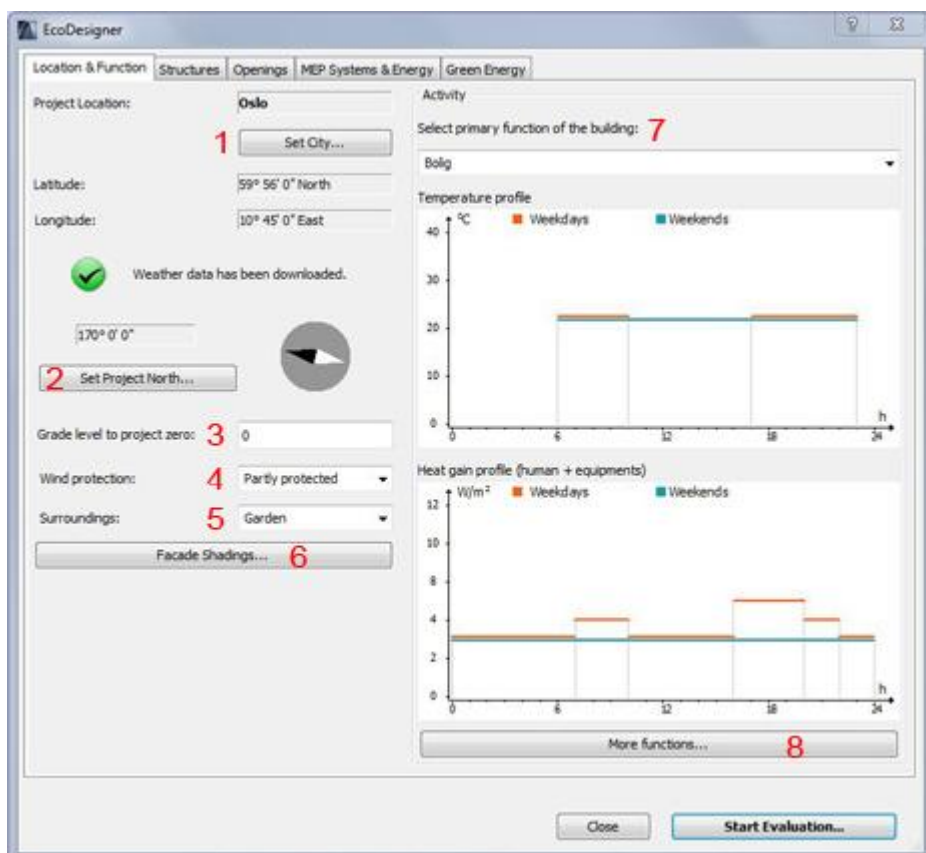 EcoDesigner
Location & Function Structures Openings MEP Systems & Energy Green Energy
Project Location: Oslo
1 Set City...
Latitude: 59° 56' 0" North
Longitude: 10° 45' 0" East
Weather data has been downloaded.
170° 0' 0"
2 Set Project North...
Grade level to project zero: 3 0
Wind protection: 4 Partly protected
Surroundings: 5 Garden
Facade Shadings... 6
Activity
Select primary function of the building: 7
Bolig
Temperature profile
°C Weekdays Weekends
40
30
20
10
0
h
0 6 12 18 24
Heat gain profile (human + equipments)
W/m² Weekdays Weekends
12
10
8
4
2
0
h
0 6 12 18 24
More functions... 8
Close Start Evaluation...